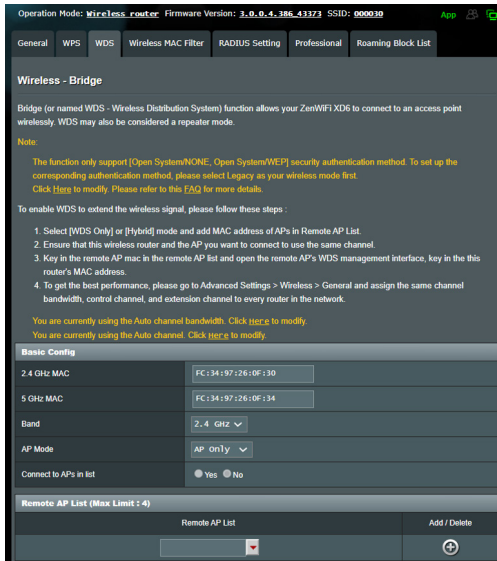 Operation Mode: Wireless router Firmware Version: 3.0.0.4.386_43373 SSID: 000030 App
General WPS WDS Wireless MAC Filter RADIUS Setting Professional Roaming Block List
Wireless - Bridge
Bridge (or named WDS - Wireless Distribution System) function allows your ZenWiFi XD6 to connect to an access point
wirelessly. WDS may also be considered a repeater mode.
Note:
The function only support [Open System/NONE, Open System/WEP] security authentication method. To set up the
corresponding authentication method, please select Legacy as your wireless mode first.
Click Here to modify. Please refer to this FAQ for more details.
To enable WDS to extend the wireless signal, please follow these steps :
1. Select [WDS Only] or [Hybrid] mode and add MAC address of APs in Remote AP List.
2. Ensure that this wireless router and the AP you want to connect to use the same channel.
3. Key in the remote AP mac in the remote AP list and open the remote AP's WDS management interface, key in the this
router's MAC address.
4. To get the best performance, please go to Advanced Settings > Wireless > General and assign the same channel
bandwidth, control channel, and extension channel to every router in the network.
You are currently using the Auto channel bandwidth. Click Here to modify.
You are currently using the Auto channel. Click Here to modify.
Basic Config
2.4 GHz MAC FC:34:97:26:0F:30
5 GHz MAC FC:34:97:26:0F:34
Band 2.4 GHz
AP Mode AP Only
Connect to APs in list Yes No
Remote AP List (Max Limit : 4)
Remote AP List Add / Delete